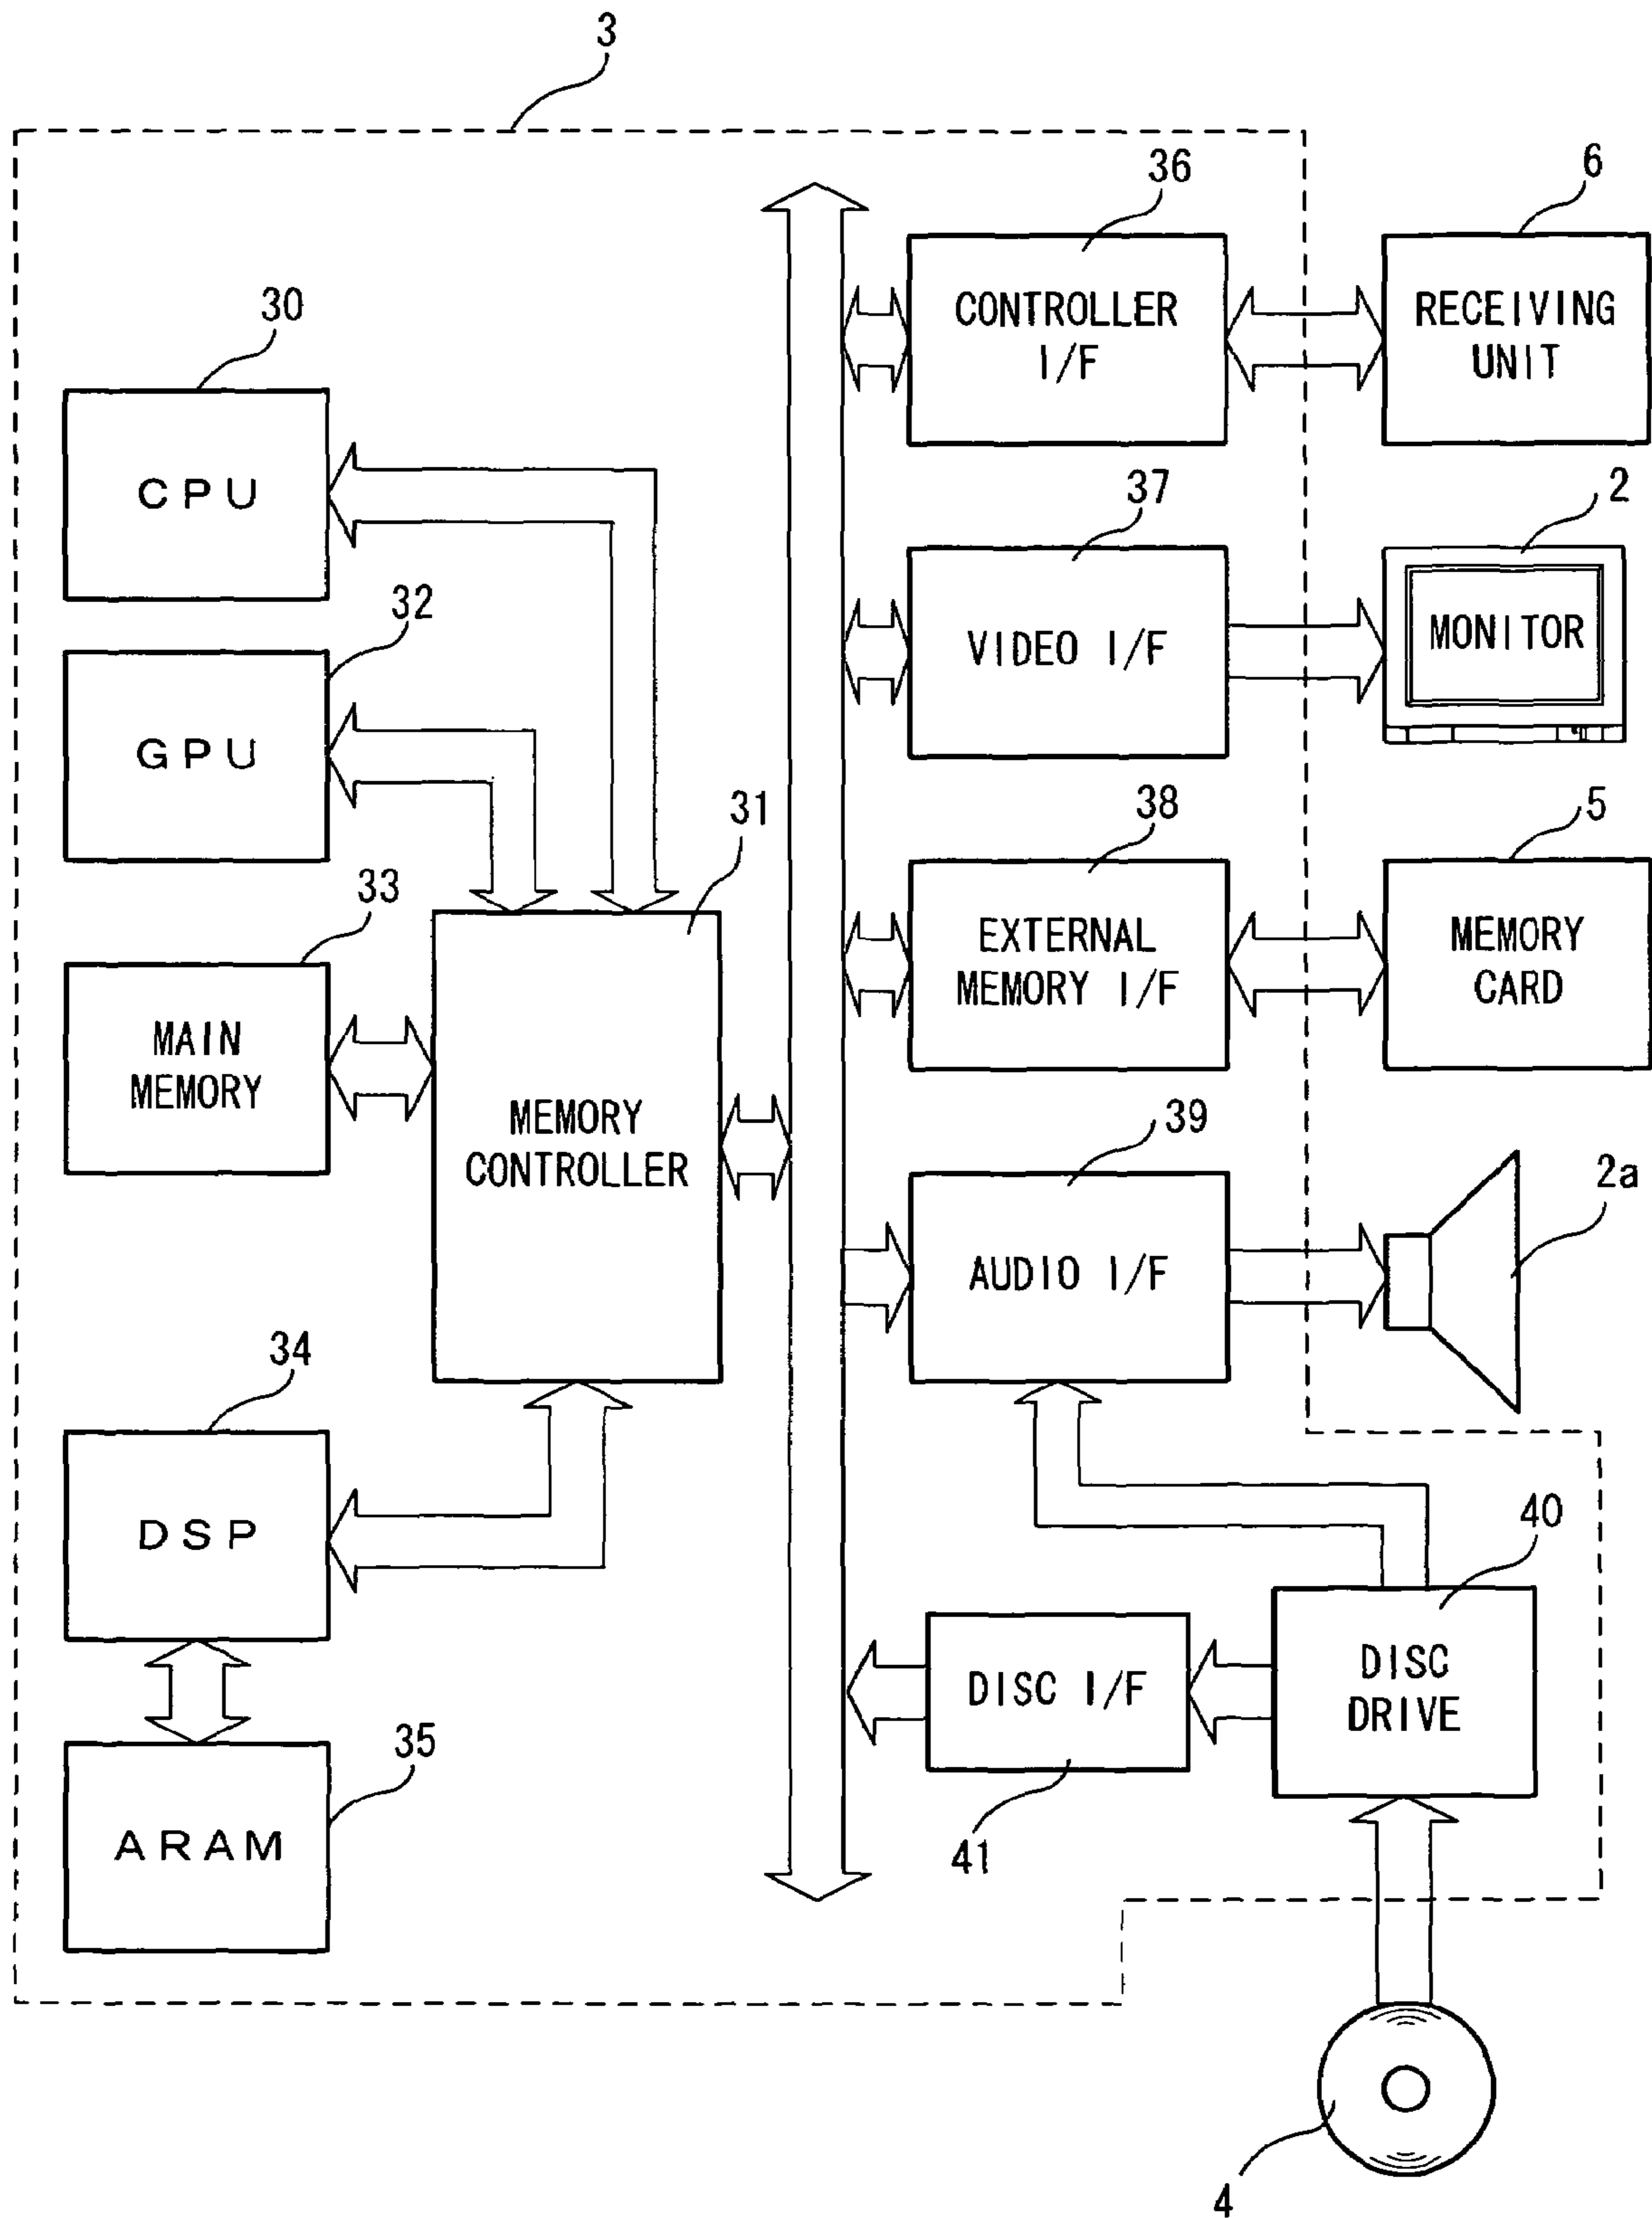 3
36
6
CONTROLLER
I/F
RECEIVING
UNIT
30
CPU
37
2
VIDEO I/F
MONITOR
32
GPU
31
38
5
EXTERNAL
MEMORY I/F
MEMORY
CARD
33
MAIN
MEMORY
MEMORY
CONTROLLER
39
2a
AUDIO I/F
34
DSP
40
DISC
DRIVE
DISC I/F
41
35
ARAM
4